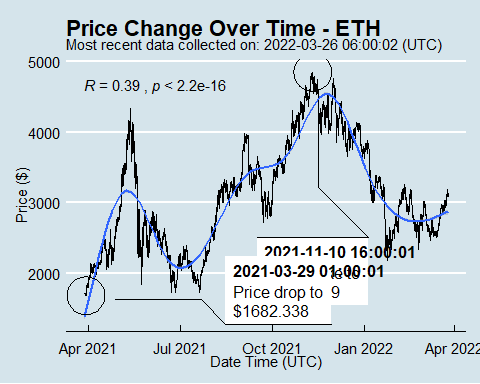 Price Change Over Time - ETH
Most recent data collected on: 2022-03-26 06:00:02 (UTC)
R = 0.39 , p < 2.2e-16
5000
4000
3000
2000
Price ($)
2021-11-10 16:00:01
to
9
2021-03-29 01:00:01
Price drop to
$1682.338
Apr 2021
Jul 2021
Oct 2021
Jan 2022
Apr 2022
Date Time (UTC)